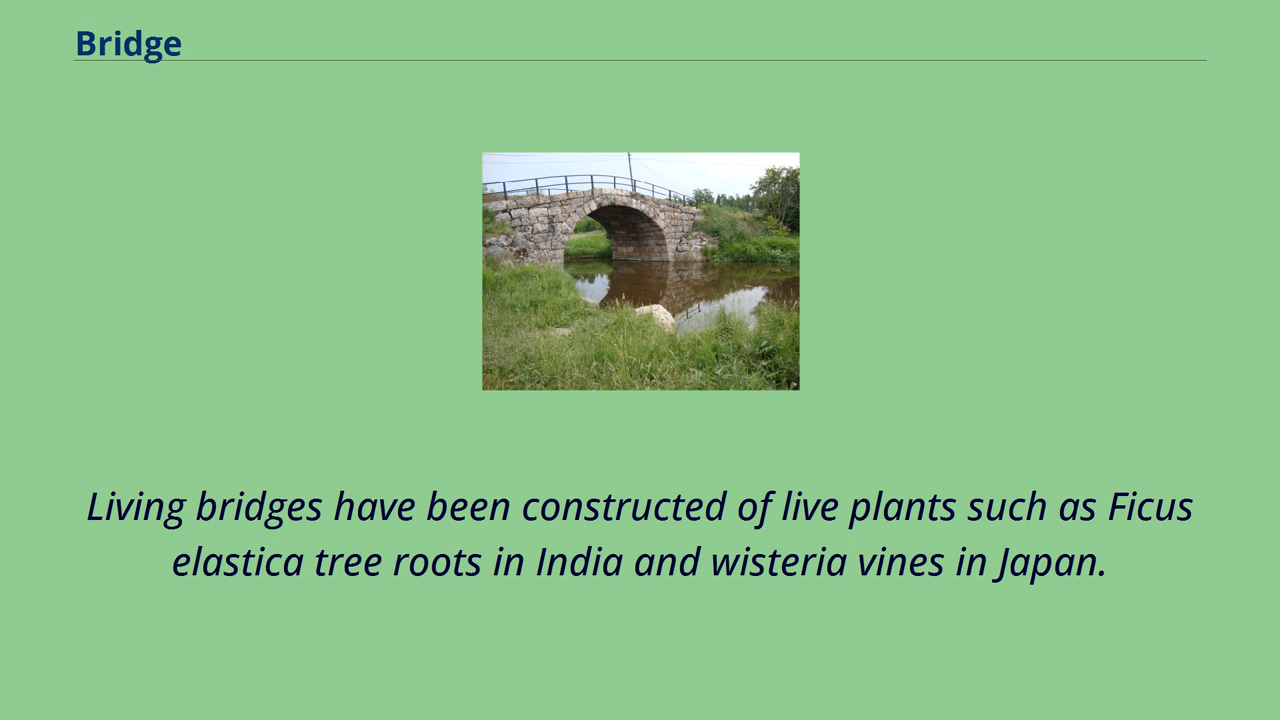 Bridge
Living bridges have been constructed of live plants such as Ficus
elastica tree roots in India and wisteria vines in Japan.